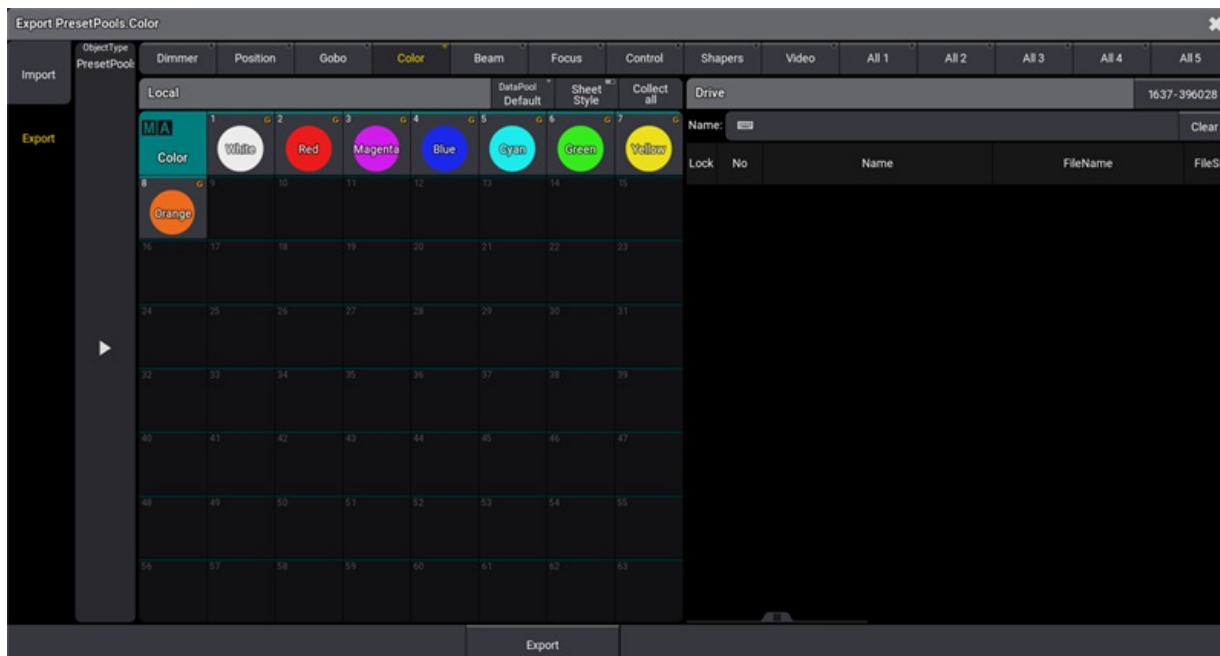 Export PresetPools.Color
Import
Export
ObjectType
PresetPool
Dimmer Position Gobo Color Beam Focus Control Shapers Video All 1 All 2 All 3 All 4 All 5
Local
DataPool
Default
Sheet
Style
Collect
all
Drive
1637-396028
MA
Color
1 G 2 G 3 G 4 G 5 G 6 G 7 G
White Red Magenta Blue Cyan Green Yellow
Name:
Clear
Lock No Name FileName FileS
8 G 9 10 11 12 13 14 15
Orange
16 17 18 19 20 21 22 23
24 25 26 27 28 29 30 31
32 33 34 35 36 37 38 39
40 41 42 43 44 45 46 47
48 49 50 51 52 53 54 55
56 57 58 59 60 61 62 63
Export